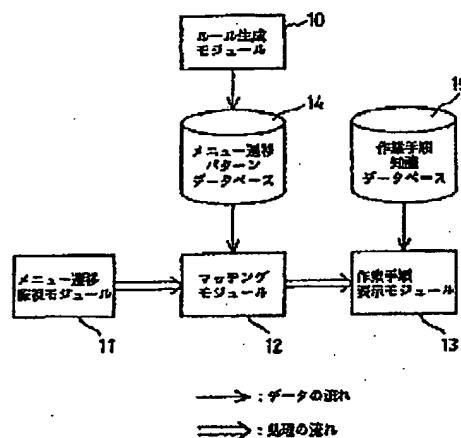 10
ルール生成
モジュール
14
メニュー遷移
パターン
データベース
15
作業手順
知識
データベース
メニュー遷移
監視モジュール
11
マッチング
モジュール
12
作業手順
表示モジュール
13
:データの流れ
:処理の流れ